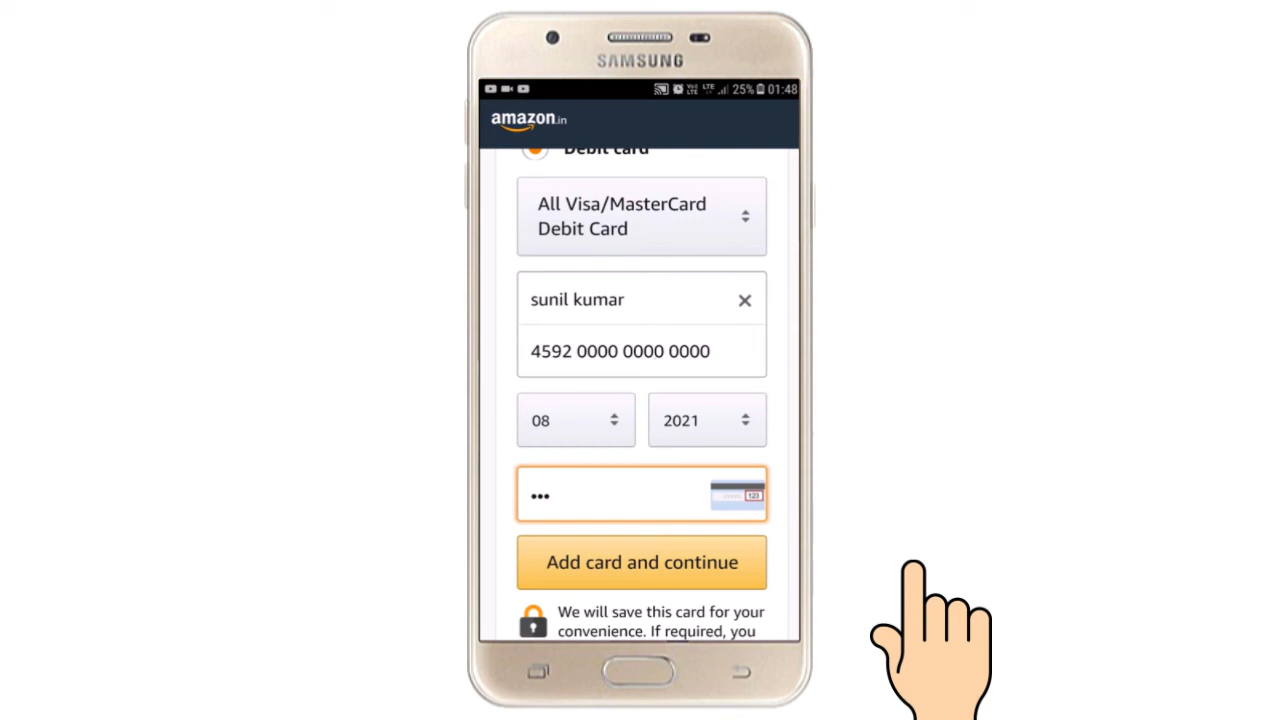 SAMSUNG
25% 01:48
amazon.in
Debit card
All Visa/MasterCard
Debit Card
sunil kumar
4592 0000 0000 0000
08 2021
•••
123
Add card and continue
We will save this card for your
convenience. If required, you